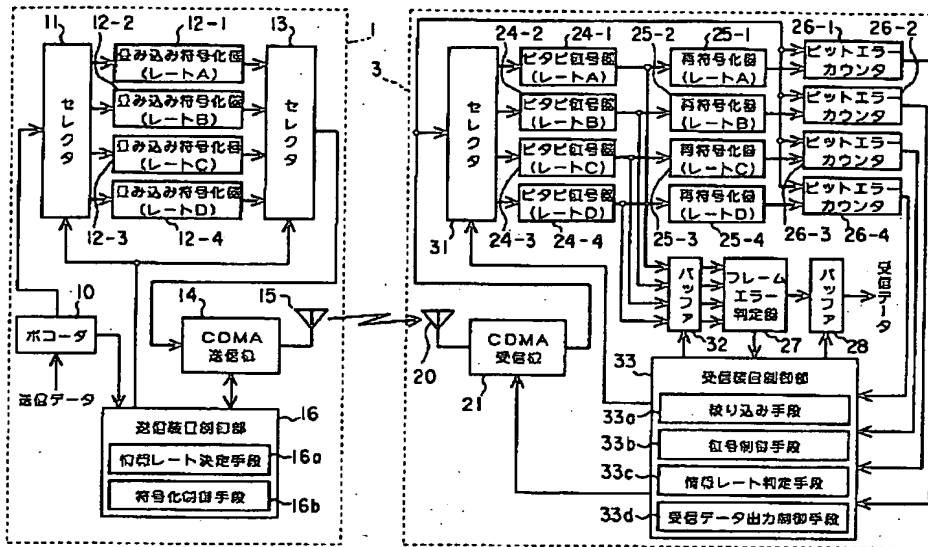 1
11
12-2
12-1
13
セレクタ
畳み込み符号化器
(レートA)
畳み込み符号化器
(レートB)
畳み込み符号化器
(レートC)
畳み込み符号化器
(レートD)
セレクタ
12-3
12-4
10
ボコーダ
送信データ
14
CDMA
送信部
15
16
送信装置制御部
情報レート決定手段
16a
符号化制御手段
16b
3
31
セレクタ
24-2
24-1
ビタビ復号器
(レートA)
ビタビ復号器
(レートB)
ビタビ復号器
(レートC)
ビタビ復号器
(レートD)
24-3
24-4
25-2
25-1
再符号化器
(レートA)
再符号化器
(レートB)
再符号化器
(レートC)
再符号化器
(レートD)
25-3
25-4
26-1
26-2
ビットエラー
カウンタ
ビットエラー
カウンタ
ビットエラー
カウンタ
ビットエラー
カウンタ
26-3
26-4
20
CDMA
受信部
21
バッファ
32
フレーム
エラー
判定部
27
バッファ
28
受信データ
33
受信装置制御部
33a
絞り込み手段
33b
復号制御手段
33c
情報レート判定手段
33d
受信データ出力制御手段